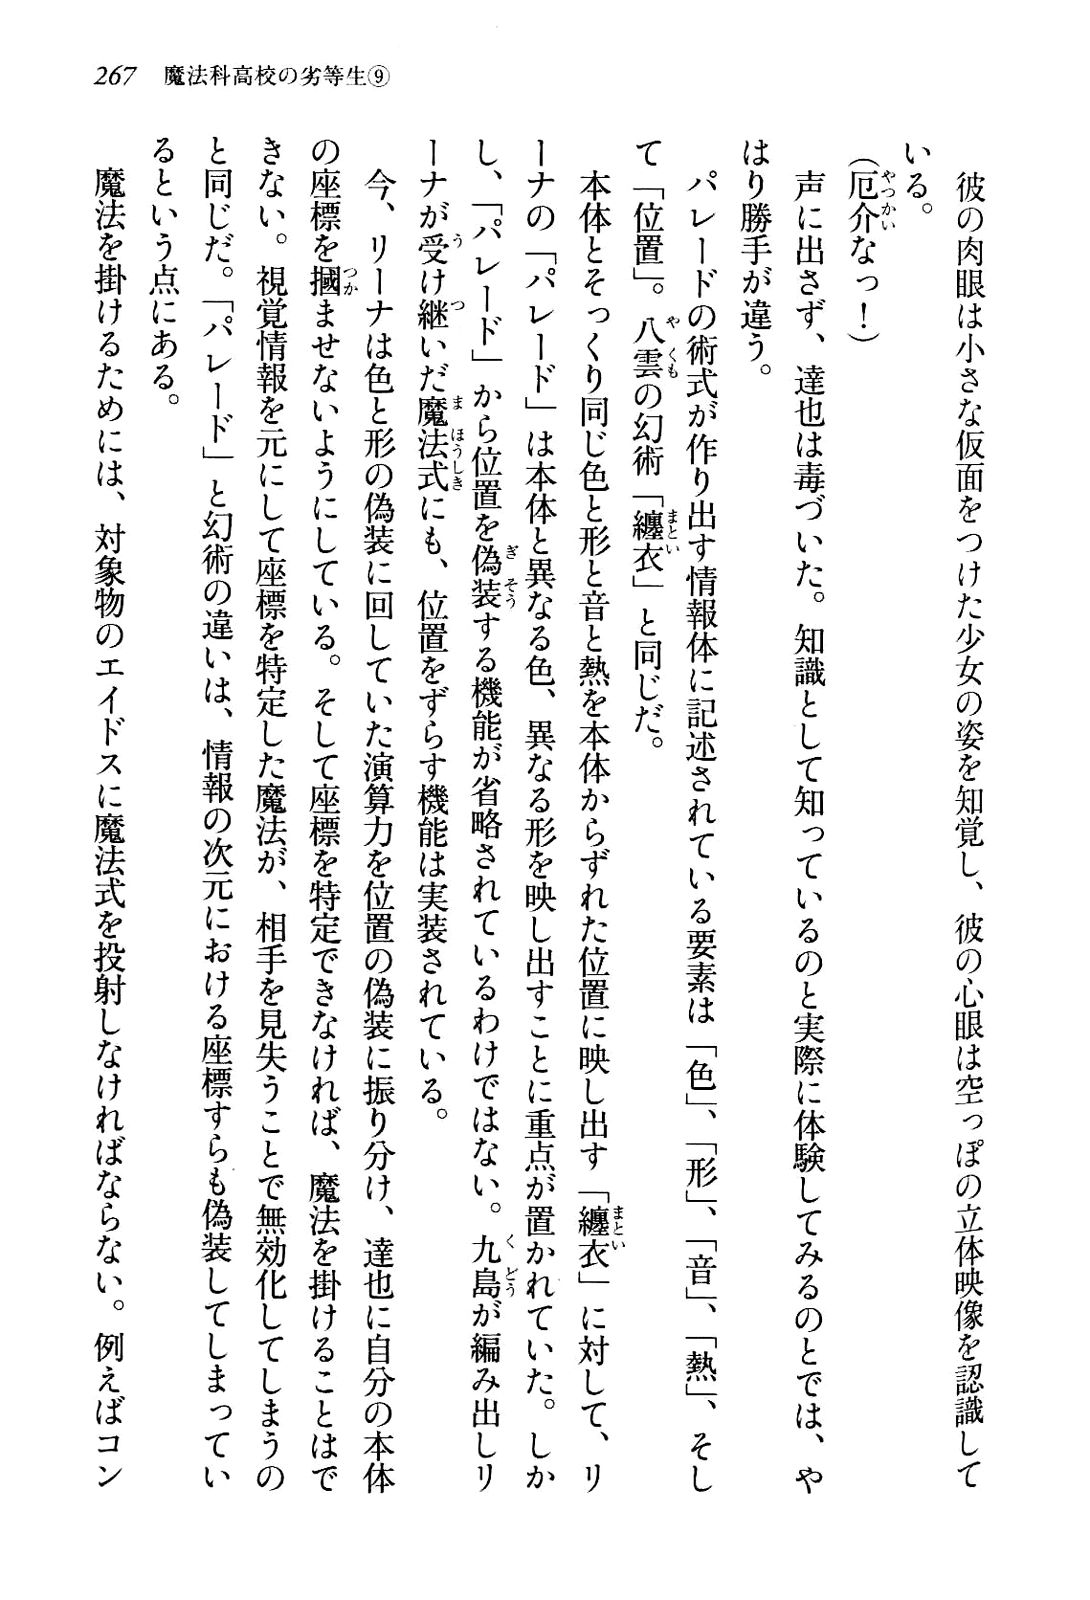 267　魔法科高校の劣等生⑨
　彼の肉眼は小さな仮面をつけた少女の姿を知覚し、彼の心眼は空っぽの立体映像を認識して
いる。
（厄介なっ！）
　声に出さず、達也は毒づいた。知識として知っているのと実際に体験してみるのとでは、や
はり勝手が違う。
　パレードの術式が作り出す情報体に記述されている要素は「色」、「形」、「音」、「熱」、そし
て「位置」。八雲の幻術「纏衣」と同じだ。
　本体とそっくり同じ色と形と音と熱を本体からずれた位置に映し出す「纏衣」に対して、リ
ーナの「パレード」は本体と異なる色、異なる形を映し出すことに重点が置かれていた。しか
し、「パレード」から位置を偽装する機能が省略されているわけではない。九島が編み出しリ
ーナが受け継いだ魔法式にも、位置をずらす機能は実装されている。
　今、リーナは色と形の偽装に回していた演算力を位置の偽装に振り分け、達也に自分の本体
の座標を摑ませないようにしている。そして座標を特定できなければ、魔法を掛けることはで
きない。視覚情報を元にして座標を特定した魔法が、相手を見失うことで無効化してしまうの
と同じだ。「パレード」と幻術の違いは、情報の次元における座標すらも偽装してしまってい
るという点にある。
　魔法を掛けるためには、対象物のエイドスに魔法式を投射しなければならない。例えばコン